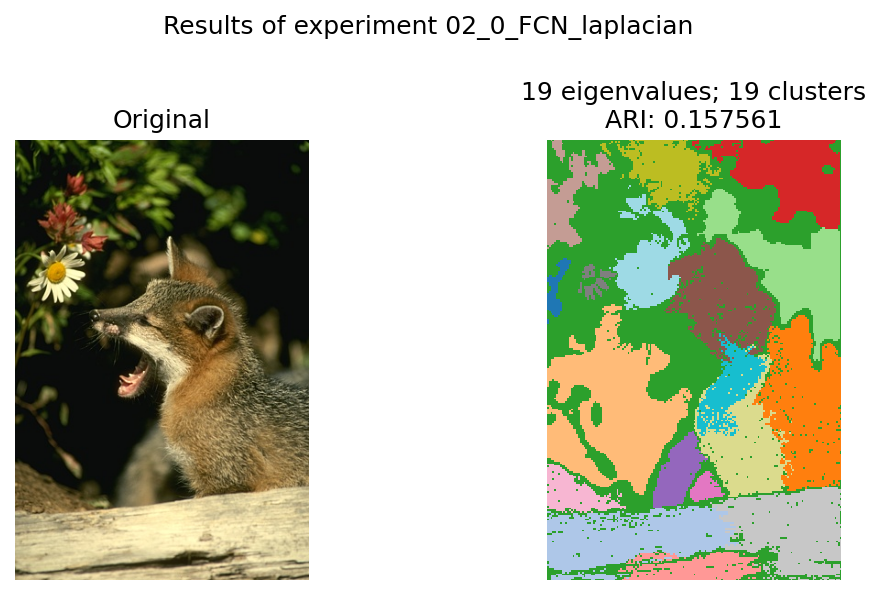 Results of experiment 02_0_FCN_laplacian
Original
19 eigenvalues; 19 clusters
ARI: 0.157561